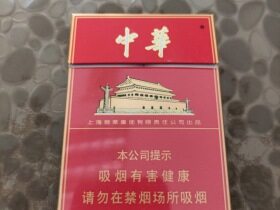 中華
上海烟草集团有限责任公司出品
本公司提示
吸烟有害健康
请勿在禁烟场所吸烟